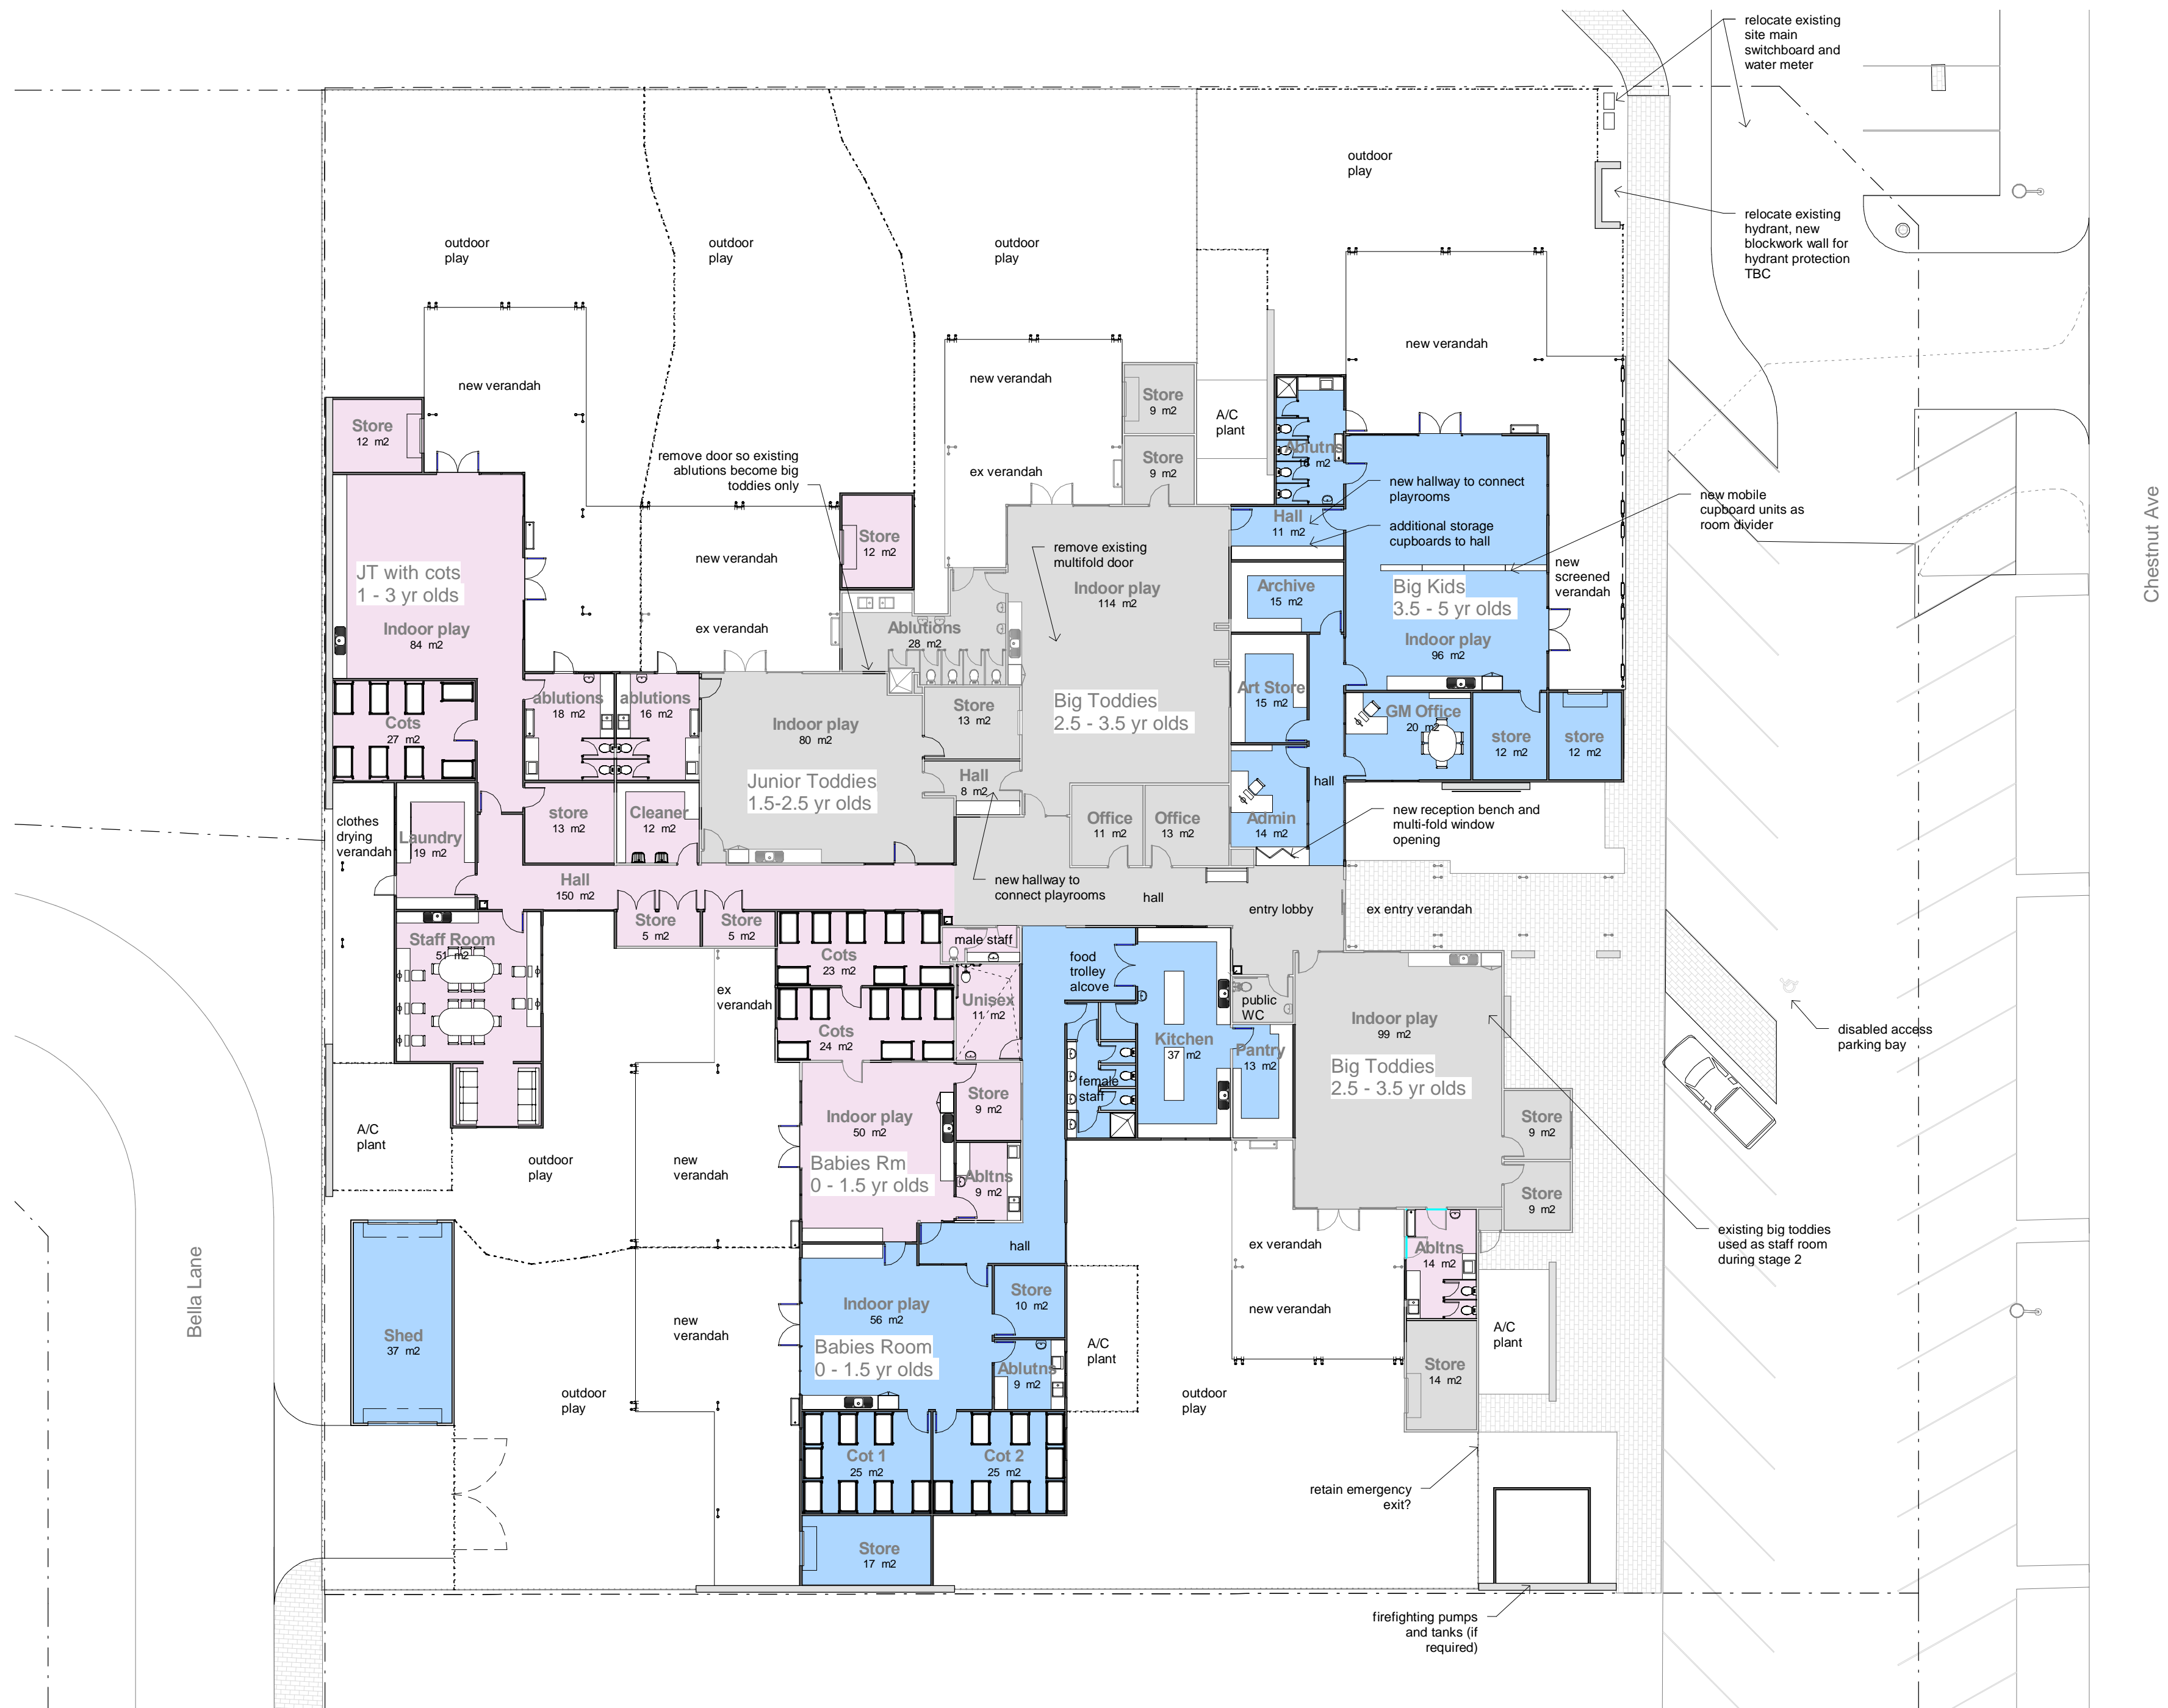 relocate existing
site main
switchboard and
water meter
outdoor
play
relocate existing
hydrant, new
blockwork wall for
hydrant protection
TBC
outdoor
play
outdoor
play
outdoor
play
new verandah
new verandah
new verandah
Store
9 m2
A/C
plant
Store
12 m2
remove door so existing
ablutions become big
toddies only
ex verandah
Store
9 m2
Ablutns
m2
new hallway to connect
playrooms
new mobile
cupboard units as
room divider
Hall
11 m2
additional storage
cupboards to hall
Store
12 m2
new verandah
remove existing
multifold door
Indoor play
114 m2
Archive
15 m2
new
screened
verandah
Big Kids
3.5 - 5 yr olds
Indoor play
96 m2
JT with cots
1 - 3 yr olds
Indoor play
84 m2
ex verandah
Ablutions
28 m2
Chestnut Ave
Cots
27 m2
ablutions
18 m2
ablutions
16 m2
Indoor play
80 m2
Store
13 m2
Big Toddies
2.5 - 3.5 yr olds
Art Store
15 m2
GM Office
20 m2
store
12 m2
store
12 m2
Junior Toddies
1.5-2.5 yr olds
Hall
8 m2
hall
clothes
drying
verandah
Laundry
19 m2
store
13 m2
Cleaner
12 m2
Office
11 m2
Office
13 m2
Admin
14 m2
new reception bench and
multi-fold window
opening
Hall
150 m2
new hallway to
connect playrooms
hall
entry lobby
ex entry verandah
Staff Room
51 m2
Store
5 m2
Store
5 m2
Cots
23 m2
male staff
food
trolley
alcove
ex
verandah
Unisex
11 m2
public
WC
Cots
24 m2
Kitchen
37 m2
Pantry
13 m2
Indoor play
99 m2
disabled access
parking bay
Big Toddies
2.5 - 3.5 yr olds
female
staff
Store
9 m2
Indoor play
50 m2
Store
9 m2
A/C
plant
outdoor
play
new
verandah
Babies Rm
0 - 1.5 yr olds
Abltns
9 m2
Store
9 m2
existing big toddies
used as staff room
during stage 2
hall
ex verandah
Abltns
14 m2
Bella Lane
Shed
37 m2
new
verandah
Indoor play
56 m2
Store
10 m2
new verandah
Babies Room
0 - 1.5 yr olds
Ablutns
9 m2
A/C
plant
A/C
plant
Store
14 m2
outdoor
play
outdoor
play
Cot 1
25 m2
Cot 2
25 m2
retain emergency
exit?
Store
17 m2
firefighting pumps
and tanks (if
required)